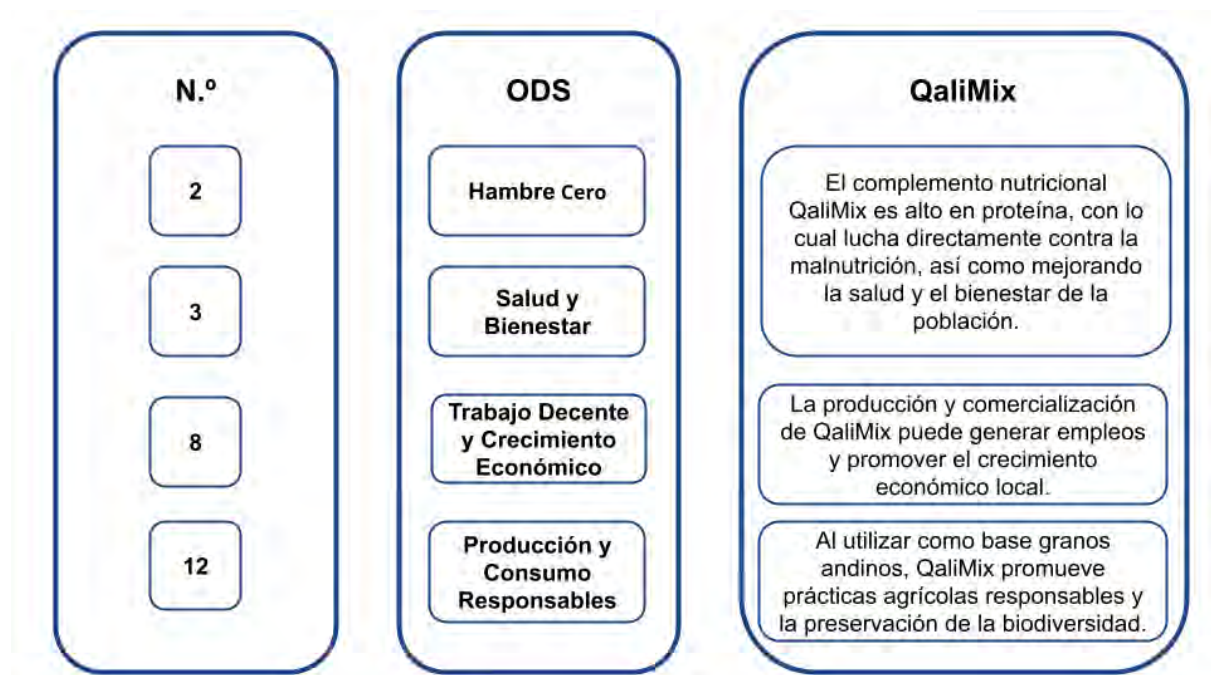 N.º
2
3
8
12
ODS
Hambre Cero
Salud y
Bienestar
Trabajo Decente
y Crecimiento
Económico
Producción y
Consumo
Responsables
QaliMix
El complemento nutricional
QaliMix es alto en proteína, con lo
cual lucha directamente contra la
malnutrición, así como mejorando
la salud y el bienestar de la
población.
La producción y comercialización
de QaliMix puede generar empleos
y promover el crecimiento
económico local.
Al utilizar como base granos
andinos, QaliMix promueve
prácticas agrícolas responsables y
la preservación de la biodiversidad.